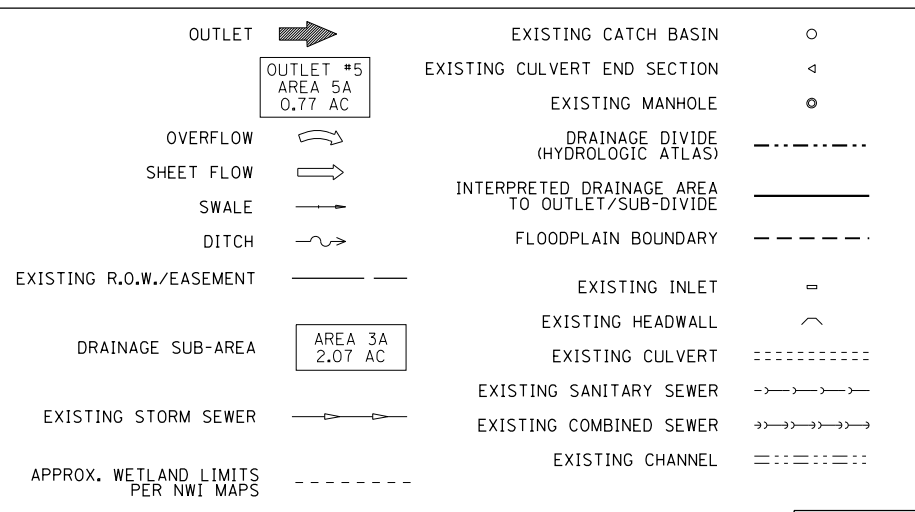 OUTLET
OUTLET #5
AREA 5A
0.77 AC
OVERFLOW
SHEET FLOW
SWALE
DITCH
EXISTING R.O.W./EASEMENT
DRAINAGE SUB-AREA
AREA 3A
2.07 AC
EXISTING STORM SEWER
APPROX. WETLAND LIMITS
PER NWI MAPS
EXISTING CATCH BASIN
EXISTING CULVERT END SECTION
EXISTING MANHOLE
DRAINAGE DIVIDE
(HYDROLOGIC ATLAS)
INTERPRETED DRAINAGE AREA
TO OUTLET/SUB-DIVIDE
FLOODPLAIN BOUNDARY
EXISTING INLET
EXISTING HEADWALL
EXISTING CULVERT
EXISTING SANITARY SEWER
EXISTING COMBINED SEWER
EXISTING CHANNEL